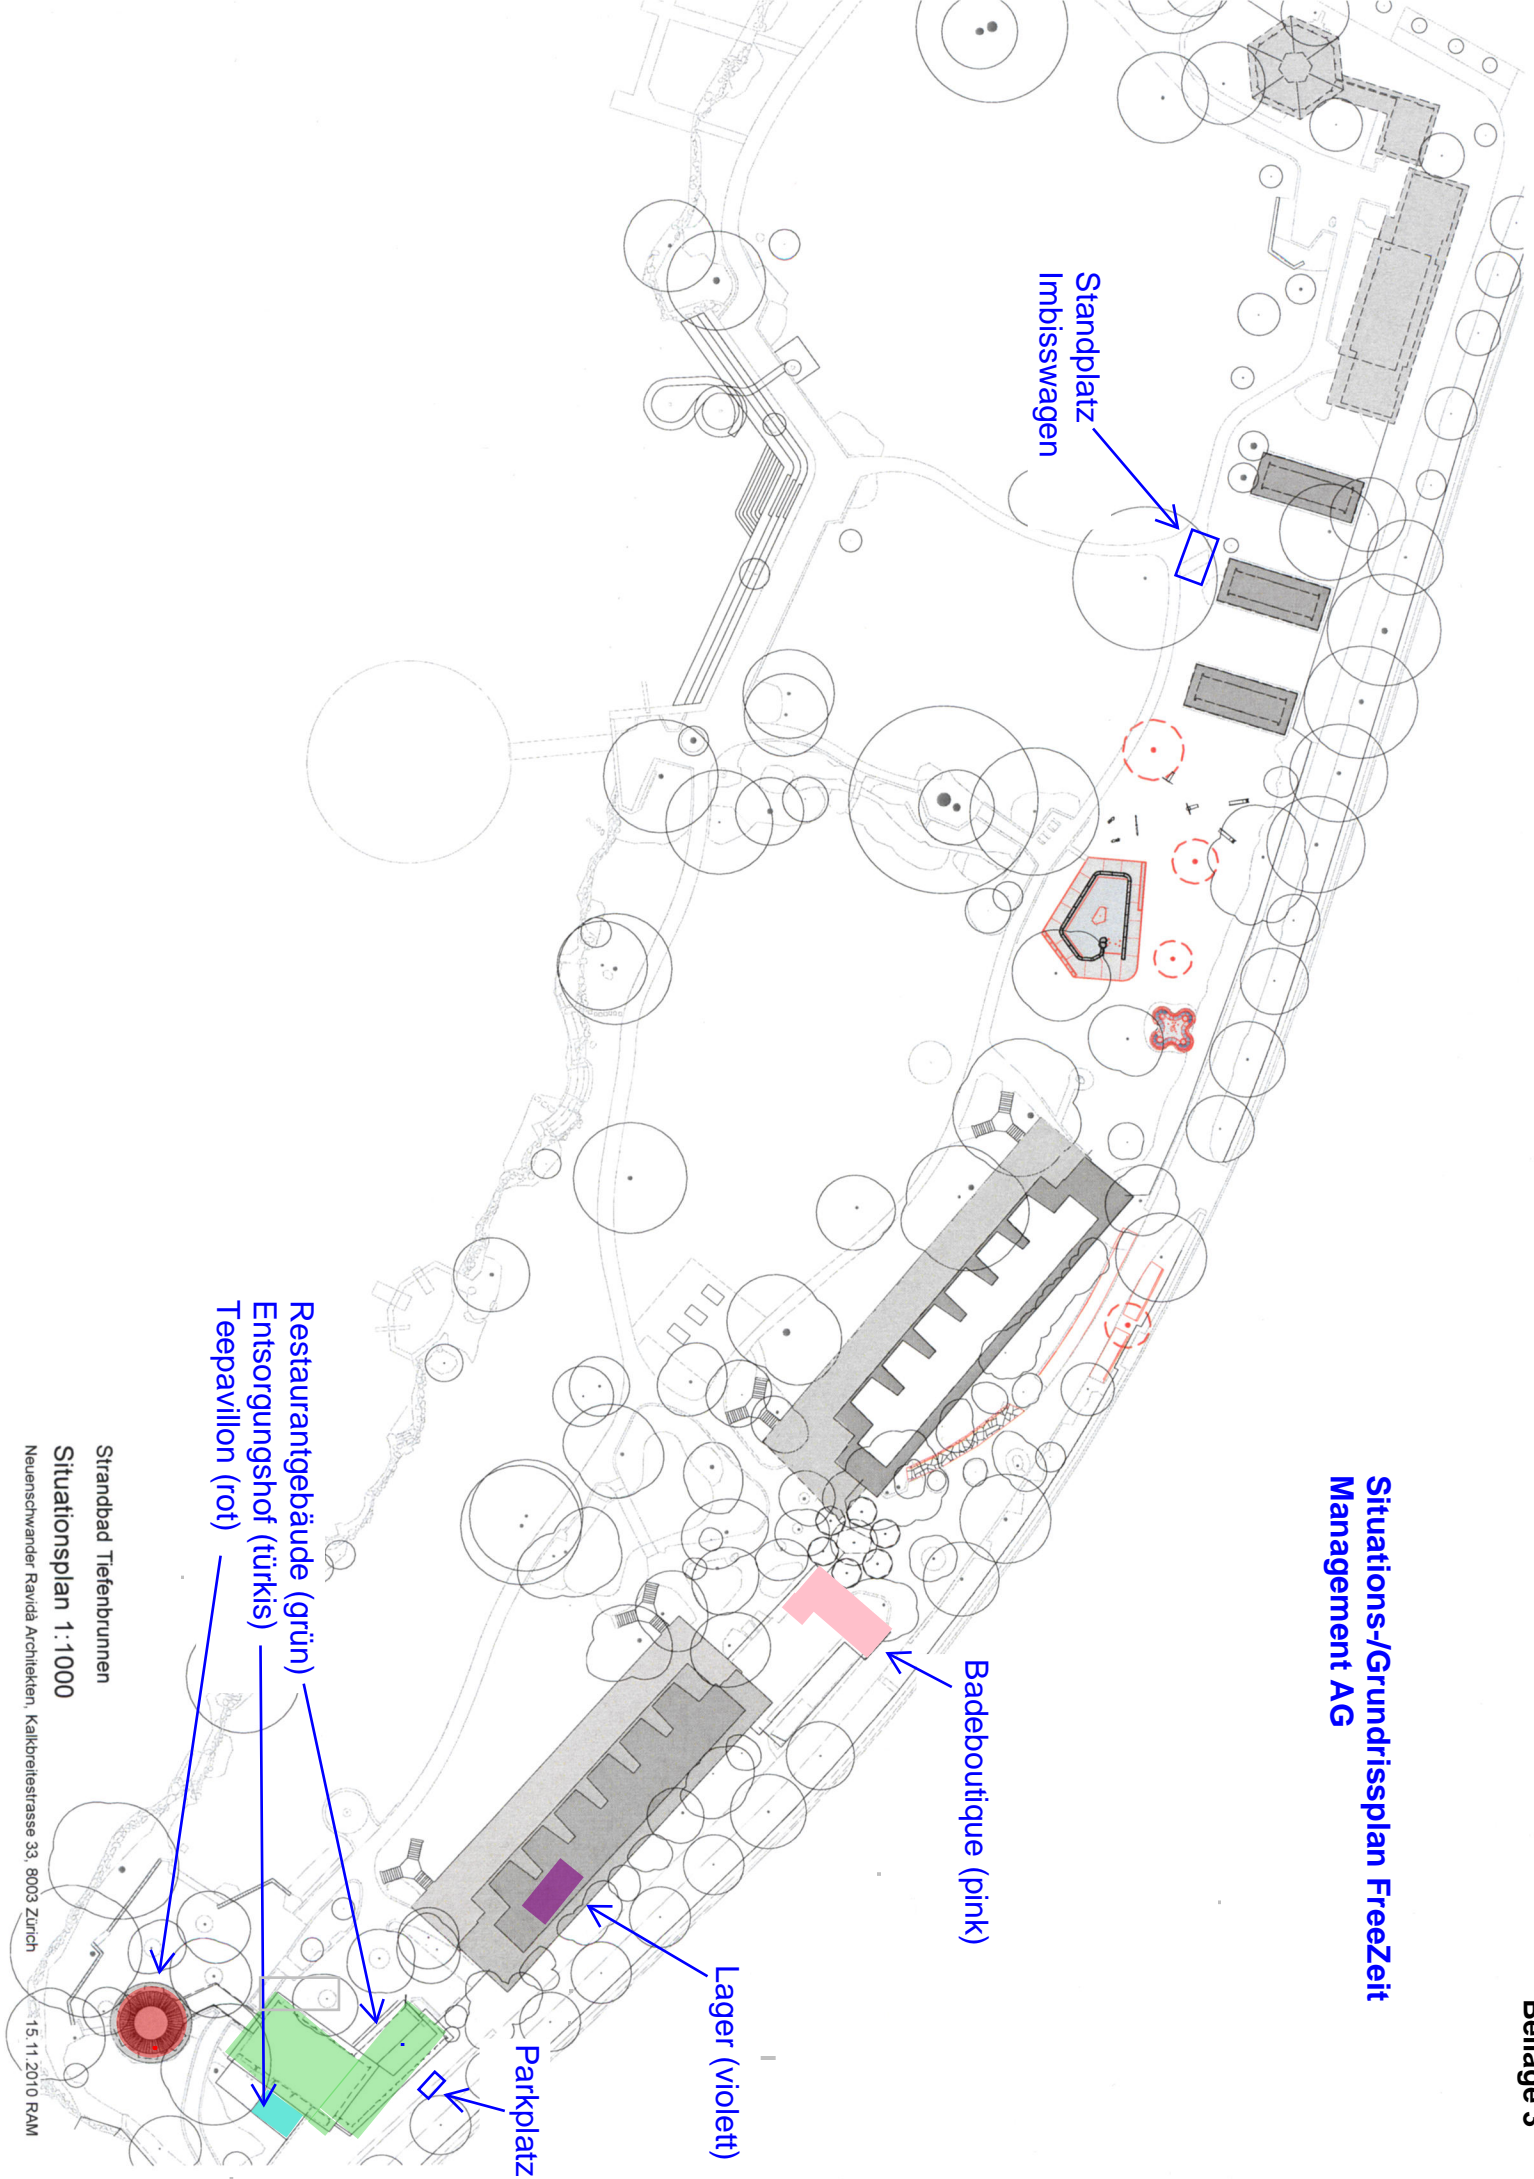 Beilage 3
Situations-/Grundrissplan FreeZeit
Management AG
Standplatz
Imbisswagen
Badeboutique (pink)
Lager (violett)
Parkplatz
Restaurantgebäude (grün)
Entsorgungshof (türkis)
Teepavillon (rot)
Strandbad Tiefenbrunnen
Situationsplan 1:1000
Neuenschwander Ravidà Architekten, Kalkbreitestrasse 33, 8003 Zürich 15.11.2010 RAM